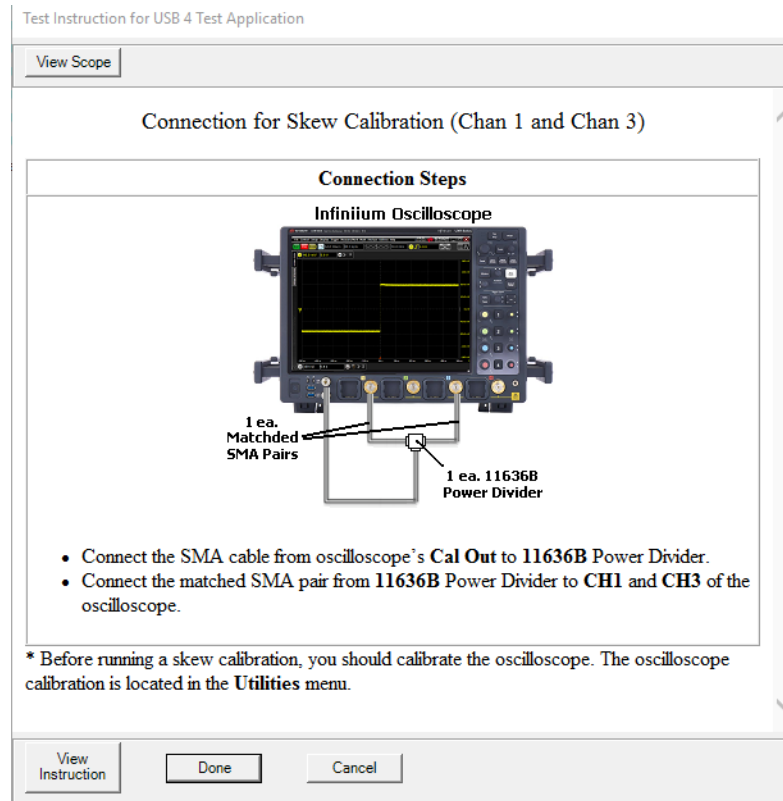 Test Instruction for USB 4 Test Application
View Scope
Connection for Skew Calibration (Chan 1 and Chan 3)
Connection Steps
Infiniium Oscilloscope
1 ea.
Matchded
SMA Pairs
1 ea. 11636B
Power Divider
• Connect the SMA cable from oscilloscope’s Cal Out to 11636B Power Divider.
• Connect the matched SMA pair from 11636B Power Divider to CH1 and CH3 of the
oscilloscope.
* Before running a skew calibration, you should calibrate the oscilloscope. The oscilloscope
calibration is located in the Utilities menu.
View
Instruction
Done
Cancel